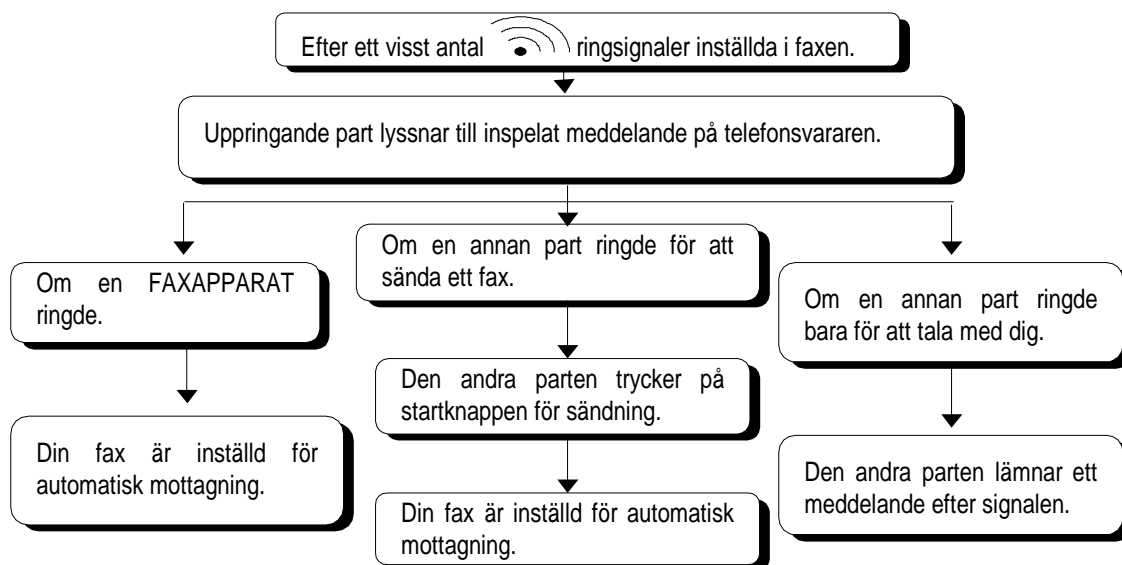 Efter ett visst antal ringsignaler inställda i faxen.
Uppringande part lyssnar till inspelat meddelande på telefonsvararen.
Om en FAXAPPARAT
ringde.
Din fax är inställd för
automatisk mottagning.
Om en annan part ringde för att
sända ett fax.
Den andra parten trycker på
startknappen för sändning.
Din fax är inställd för automatisk
mottagning.
Om en annan part ringde
bara för att tala med dig.
Den andra parten lämnar ett
meddelande efter signalen.